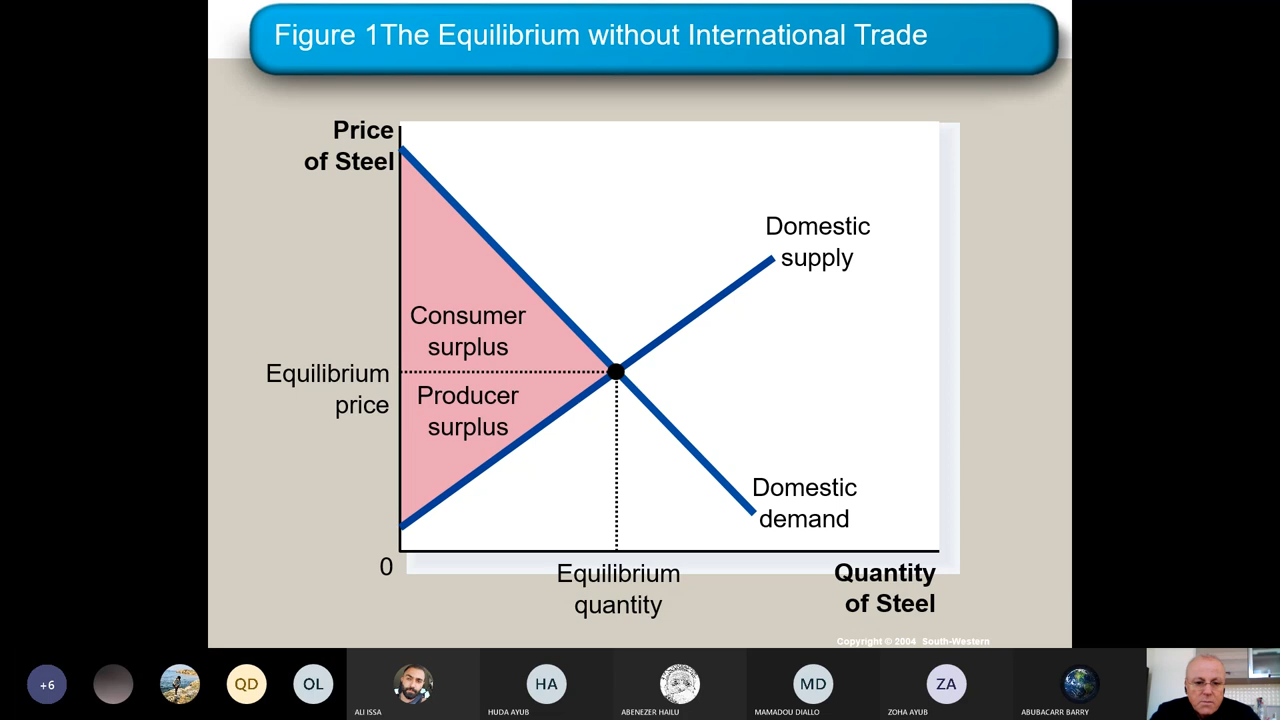 Figure 1The Equilibrium without International Trade
Price
of Steel
Domestic
supply
Consumer
surplus
Equilibrium
price
Producer
surplus
Domestic
demand
0
Equilibrium
quantity
Quantity
of Steel
Copyright © 2004 South-Western
+6
QD
OL
ALI ISSA
HA
HUDA AYUB
ABENEZER HAILU
MD
MAMADOU DIALLO
ZA
ZOHA AYUB
ABUBACARR BARRY